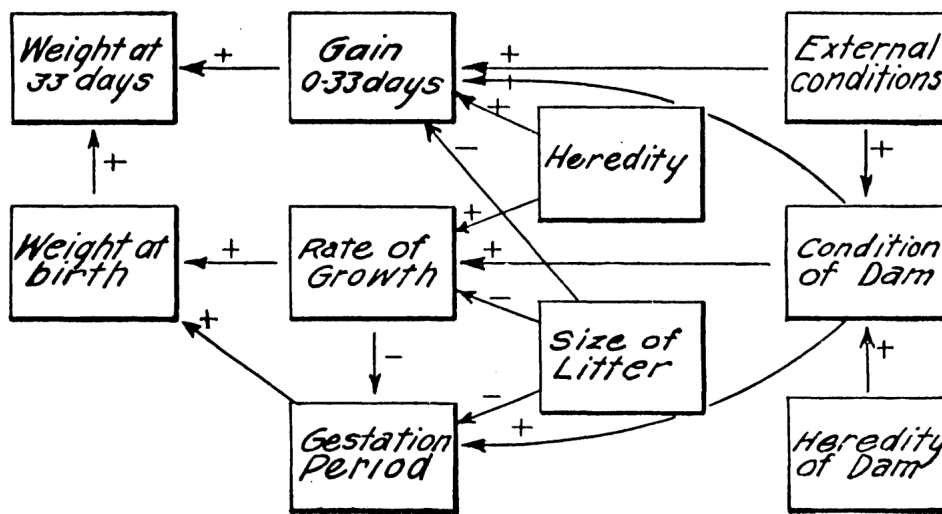 Weight at
33 days
+
Gain
0-33 days
+
+
+
External
conditions
+
-
Heredity
+
+
Weight at
birth
+
Rate of
Growth
+
-
Condition
of Dam
+
-
Size of
Litter
-
+
+
Gestation
Period
Heredity
of Dam